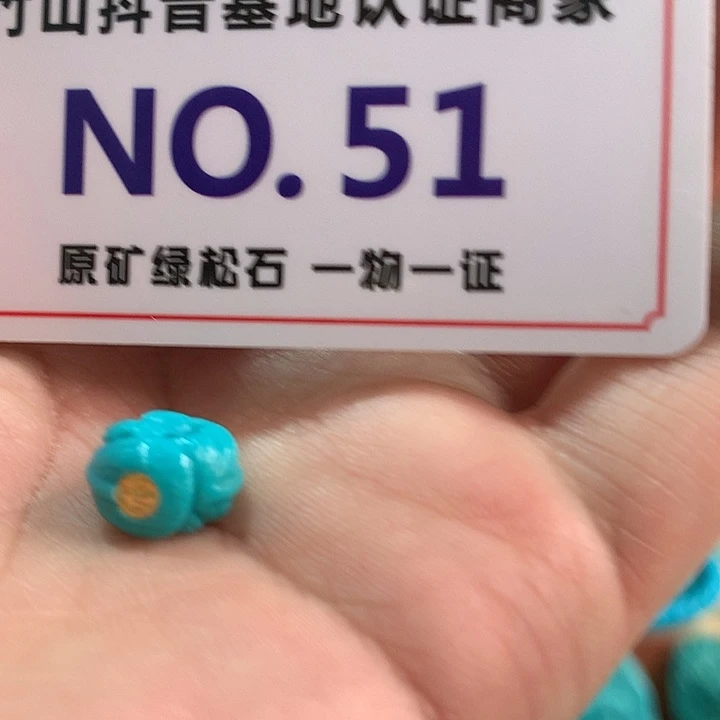 竹山抖音基地认证商家
NO. 51
原矿绿松石 一物一证